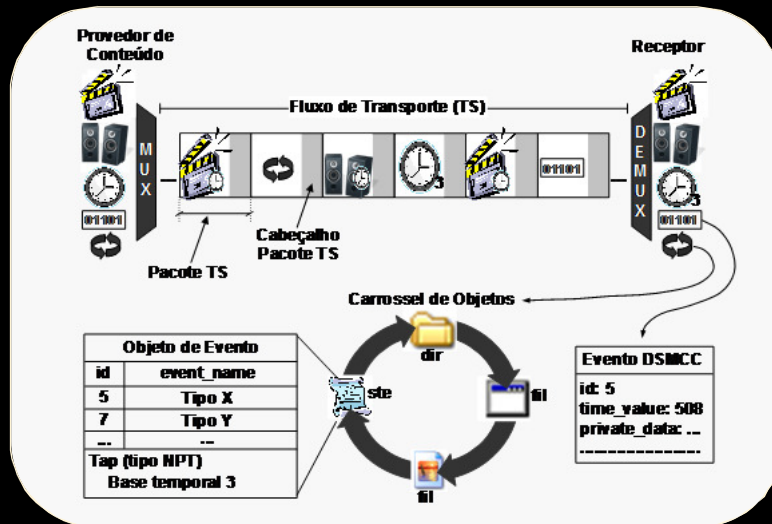 Provedor de
Conteúdo
Receptor
Fluxo de Transporte (TS)
MUX
DEMUX
3
01101
3
01101
01101
Cabeçalho
Pacote TS
Pacote TS
Carrossel de Objetos
dir
fil
fil
ste
Objeto de Evento
id event_name
5 Tipo X
7 Tipo Y
... ...
Tap (tipo NPT)
Base temporal 3
Evento DSMCC
id: 5
time_value: 508
private_data: ...